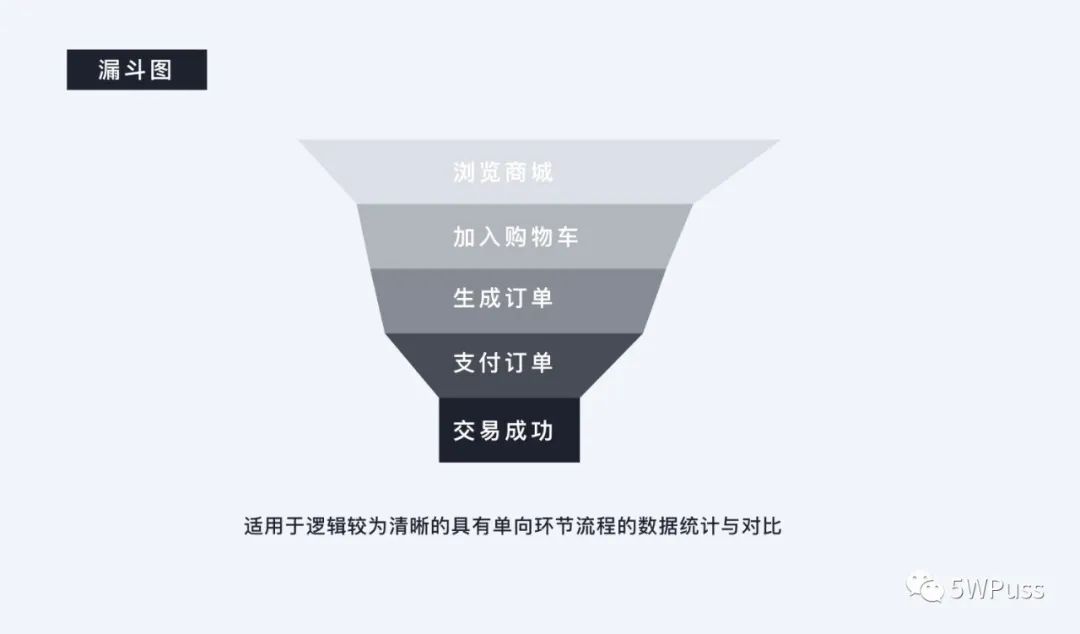 漏斗图
浏览商城
加入购物车
生成订单
支付订单
交易成功
适用于逻辑较为清晰的具有单向环节流程的数据统计与对比
5WPuss